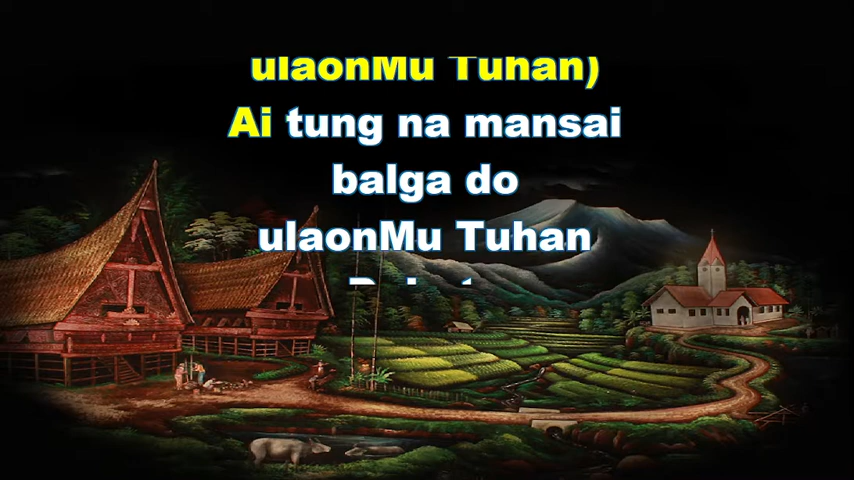 ulaonMu Tuhan)
Ai tung na mansai
balga do
ulaonMu Tuhan